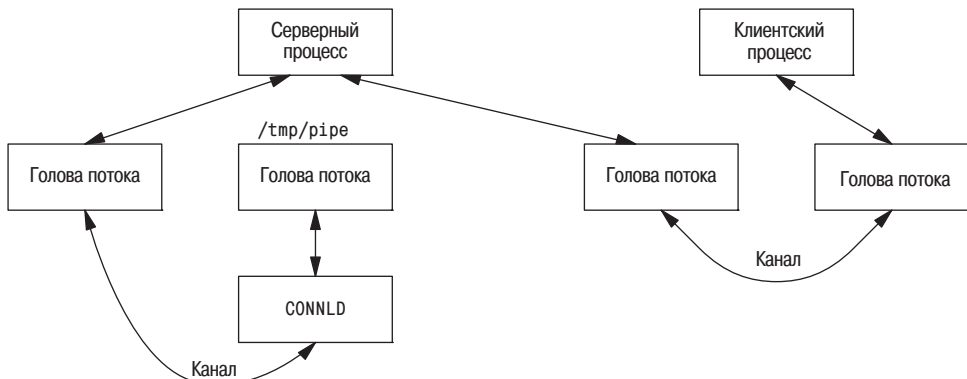 Серверный
процесс
Клиентский
процесс
/tmp/pipe
Голова потока
Голова потока
Голова потока
Голова потока
Канал
CONNLD
Канал